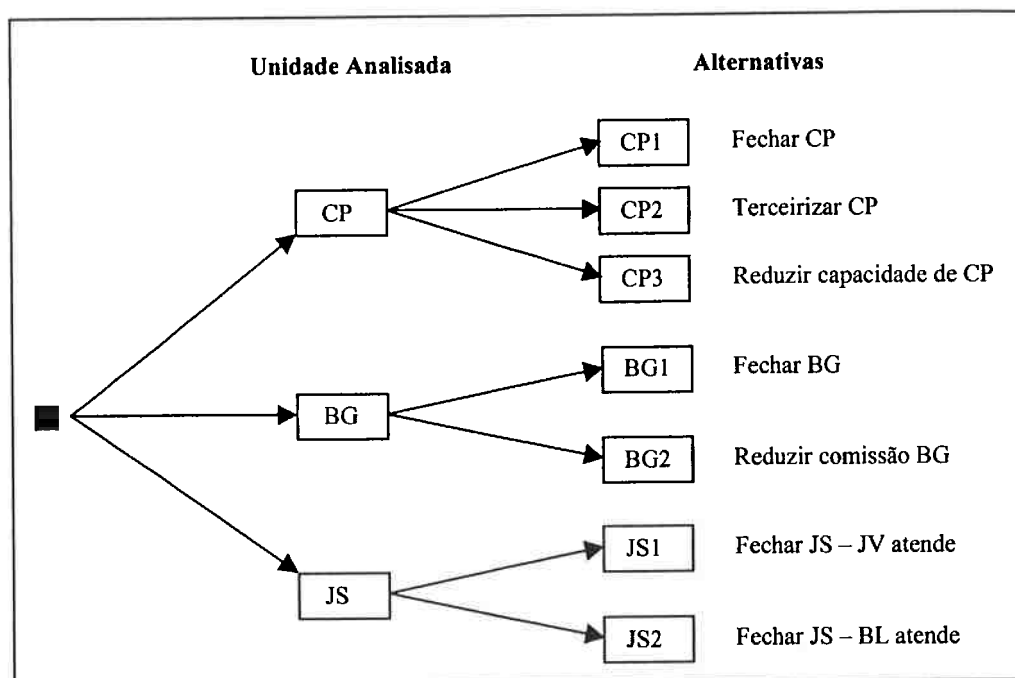 Unidade Analisada Alternativas
CP1 Fechar CP
CP CP2 Terceirizar CP
CP3 Reduzir capacidade de CP
BG1 Fechar BG
BG
BG2 Reduzir comissão BG
JS1 Fechar JS – JV atende
JS
JS2 Fechar JS – BL atende